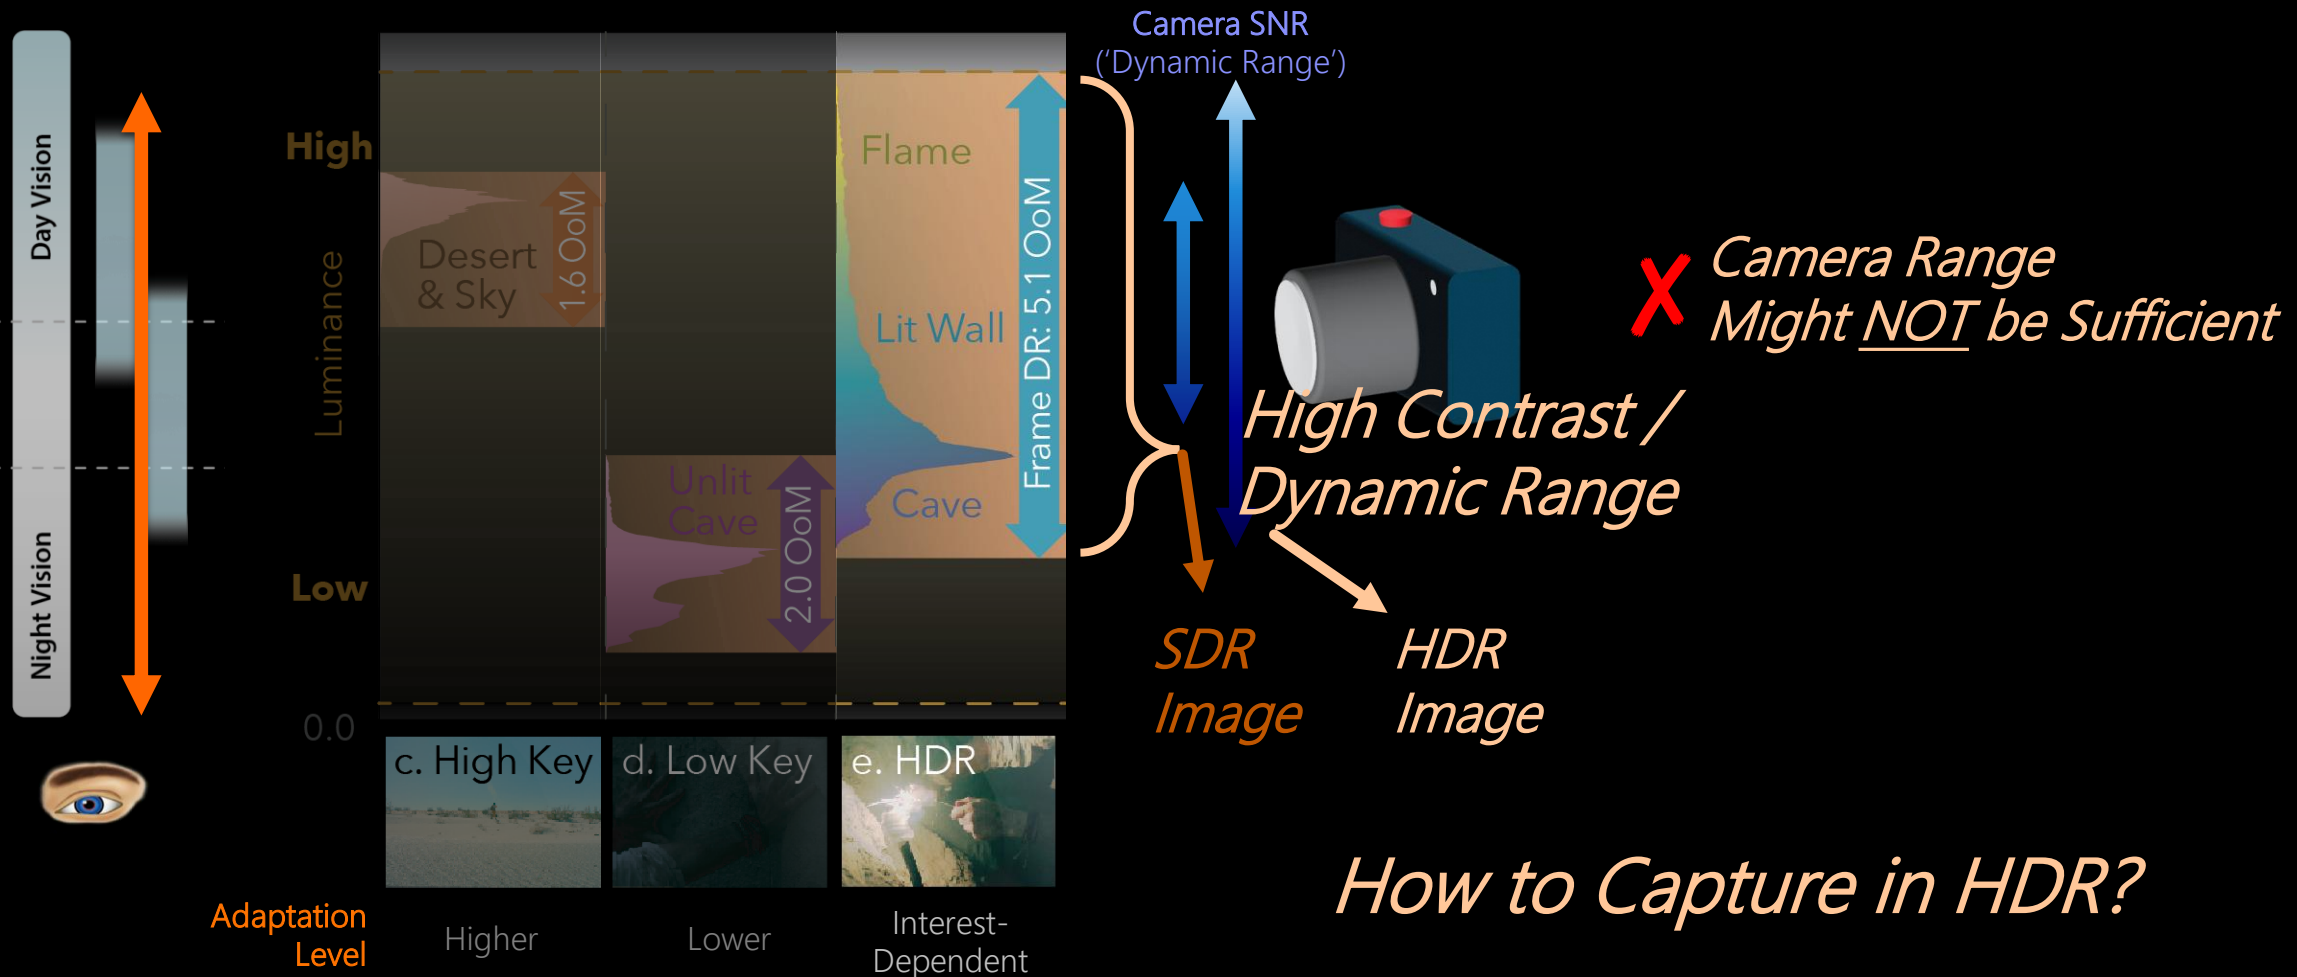 Camera SNR
('Dynamic Range')
Day Vision
Night Vision
High
Luminance
Low
0.0
Desert
& Sky
1.6 OoM
Unlit
Cave
2.0 OoM
Flame
Lit Wall
Cave
Frame DR: 5.1 OoM
Camera Range
Might NOT be Sufficient
High Contrast /
Dynamic Range
SDR
Image
HDR
Image
c. High Key
d. Low Key
e. HDR
How to Capture in HDR?
Adaptation
Level
Higher
Lower
Interest-
Dependent